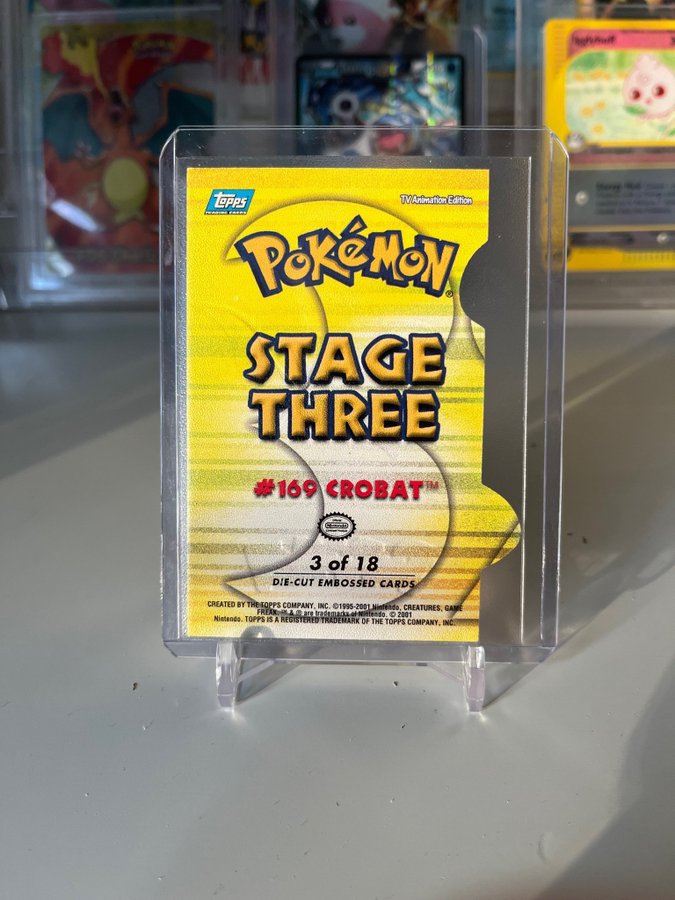 topps
TRADING CARDS
TV Animation Edition
POKéMON®
STAGE
THREE
#169 CROBAT™
Nintendo
3 of 18
DIE-CUT EMBOSSED CARDS
CREATED BY THE TOPPS COMPANY, INC. ©1995-2001 Nintendo, CREATURES, GAME
FREAK. ™ & ® are trademarks of Nintendo. © 2001
Nintendo. TOPPS IS A REGISTERED TRADEMARK OF THE TOPPS COMPANY, INC.